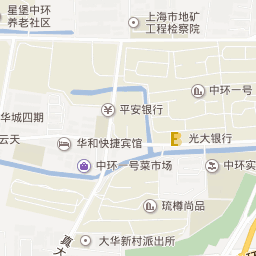 星堡中环
养老社区
上海市地矿
工程检察院
中环一号
平安银行
华城四期
云天
华和快捷宾馆
光大银行
中环一号菜市场
中环实
琉樽尚品
真大
大华新村派出所